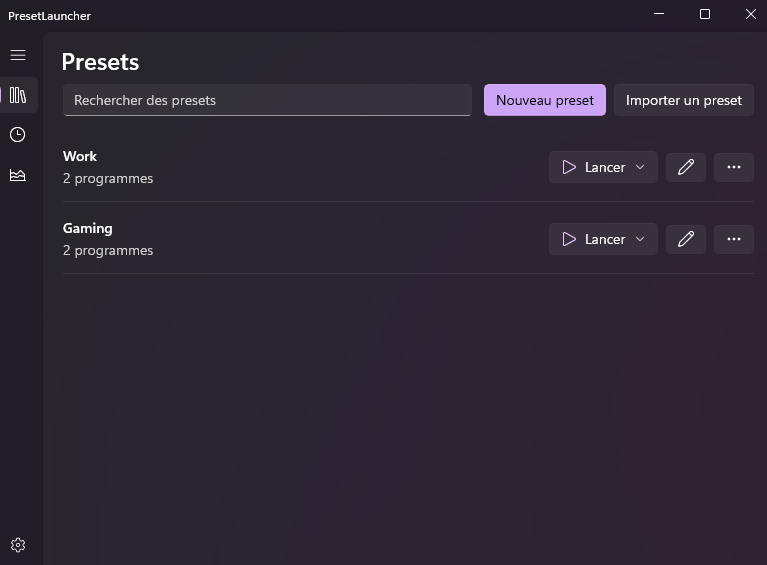 PresetLauncher
Presets
Rechercher des presets
Nouveau preset
Importer un preset
Work
2 programmes
Lancer
Gaming
2 programmes
Lancer